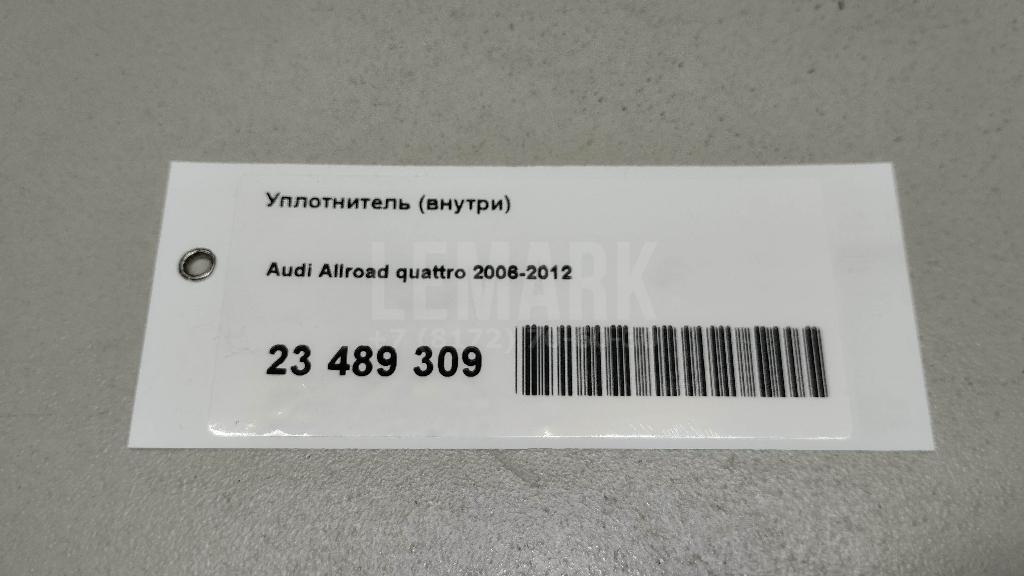 Уплотнитель (внутри)
Audi Allroad quattro 2006-2012
LEMARK
23 489 309